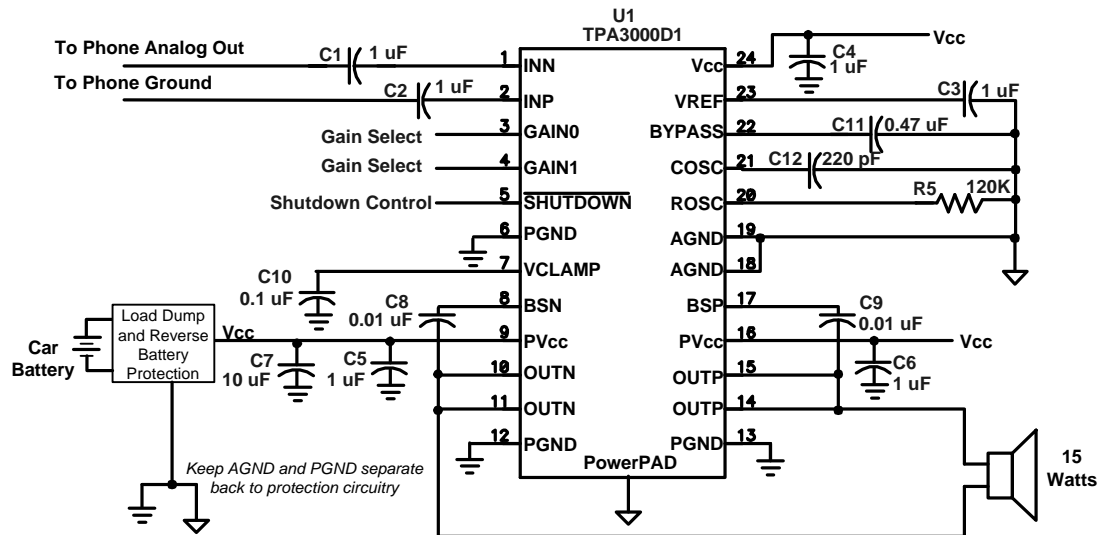 U1
TPA3000D1
To Phone Analog Out
C1 1 uF
1 INN
To Phone Ground
C2 1 uF
2 INP
Gain Select
3 GAIN0
Gain Select
4 GAIN1
Shutdown Control
5 SHUTDOWN
6 PGND
7 VCLAMP
C10
0.1 uF
8 BSN
C8
0.01 uF
9 PVcc
Load Dump
and Reverse
Battery
Protection
Vcc
Car
Battery
C7
10 uF
C5
1 uF
10 OUTN
11 OUTN
12 PGND
Keep AGND and PGND separate
back to protection circuitry
PowerPAD
Vcc 24
C4
1 uF
Vcc
VREF 23
C3 1 uF
BYPASS 22
C11 0.47 uF
COSC 21
C12 220 pF
ROSC 20
R5 120K
AGND 19
AGND 18
BSP 17
C9
0.01 uF
PVcc 16
Vcc
C6
1 uF
OUTP 15
OUTP 14
PGND 13
15
Watts